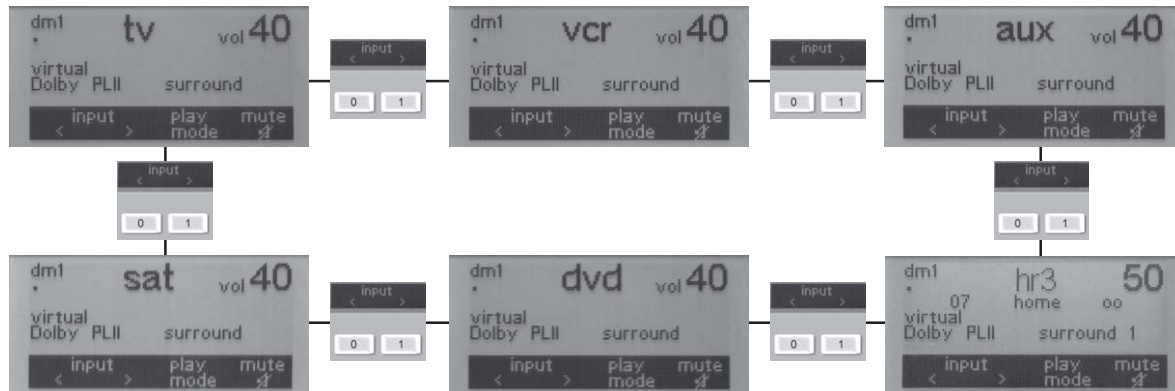 dm1 tv vol 40
virtual
Dolby PLII surround
input play mute
< > mode
input
< >
0 1
dm1 vcr vol 40
virtual
Dolby PLII surround
input play mute
< > mode
input
< >
0 1
dm1 aux vol 40
virtual
Dolby PLII surround
input play mute
< > mode
input
< >
0 1
input
< >
0 1
dm1 sat vol 40
virtual
Dolby PLII surround
input play mute
< > mode
input
< >
0 1
dm1 dvd vol 40
virtual
Dolby PLII surround
input play mute
< > mode
input
< >
0 1
dm1 hr3 50
07 home oo
virtual
Dolby PLII surround 1
input play mute
< > mode